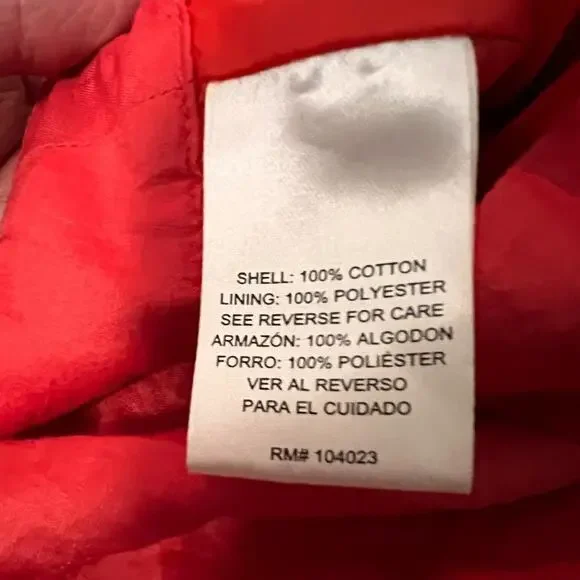 SHELL: 100% COTTON
LINING: 100% POLYESTER
SEE REVERSE FOR CARE
ARMAZÓN: 100% ALGODON
FORRO: 100% POLIÉSTER
VER AL REVERSO
PARA EL CUIDADO
RM# 104023